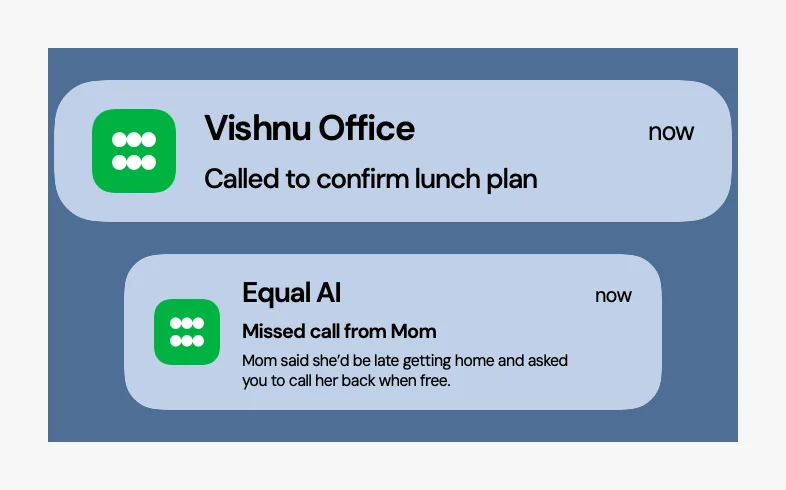 Vishnu Office
now
Called to confirm lunch plan
Equal AI
now
Missed call from Mom
Mom said she’d be late getting home and asked
you to call her back when free.